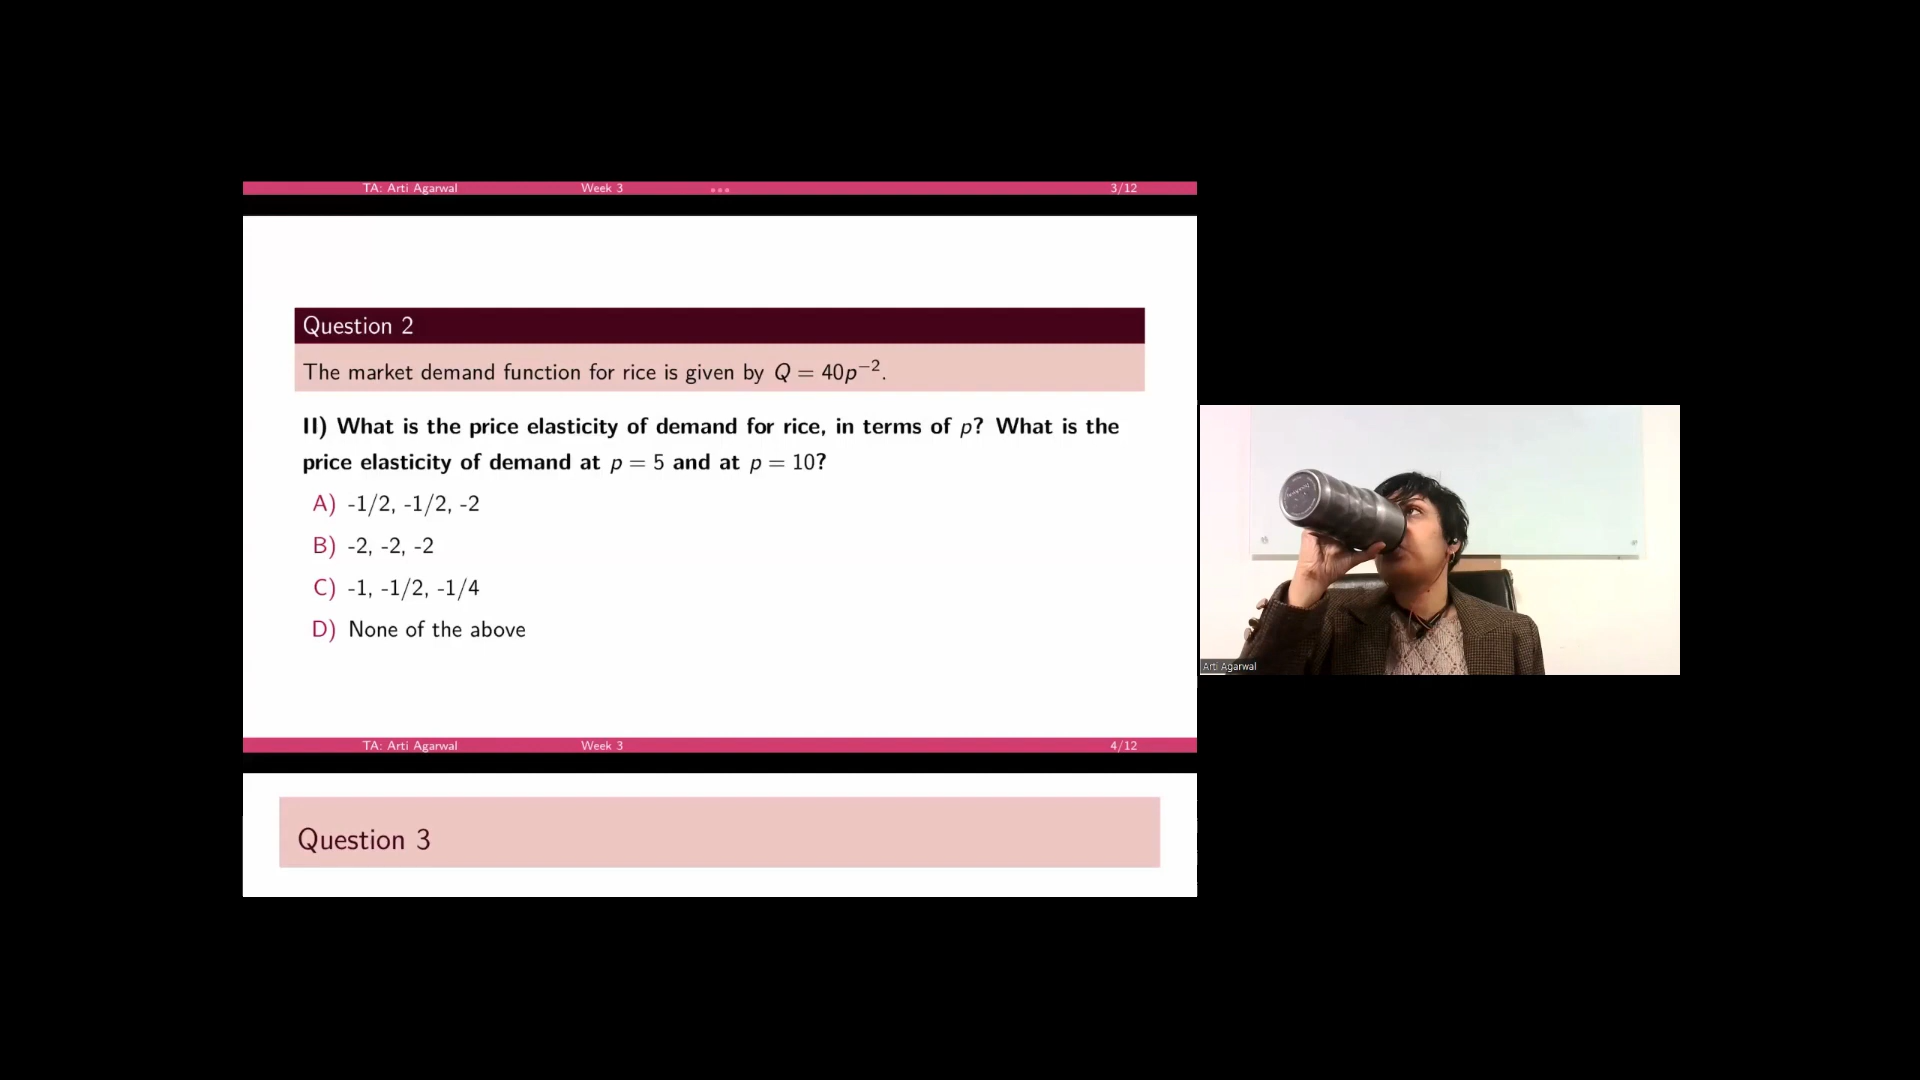 TA: Arti Agarwal Week 3 3/12
Question 2
The market demand function for rice is given by Q = 40p⁻².
II) What is the price elasticity of demand for rice, in terms of p? What is the
price elasticity of demand at p = 5 and at p = 10?
A) -1/2, -1/2, -2
B) -2, -2, -2
C) -1, -1/2, -1/4
D) None of the above
Arti Agarwal
TA: Arti Agarwal Week 3 4/12
Question 3